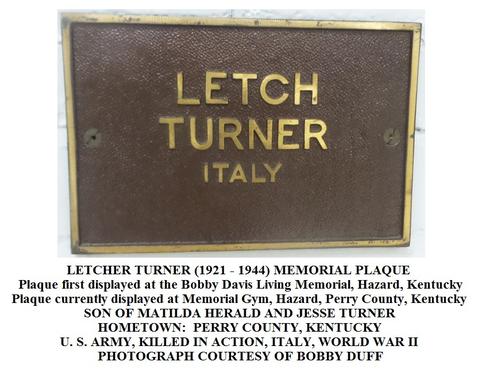 LETCH
TURNER
ITALY
LETCHER TURNER (1921 - 1944) MEMORIAL PLAQUE
Plaque first displayed at the Bobby Davis Living Memorial, Hazard, Kentucky
Plaque currently displayed at Memorial Gym, Hazard, Perry County, Kentucky
SON OF MATILDA HERALD AND JESSE TURNER
HOMETOWN: PERRY COUNTY, KENTUCKY
U. S. ARMY, KILLED IN ACTION, ITALY, WORLD WAR II
PHOTOGRAPH COURTESY OF BOBBY DUFF